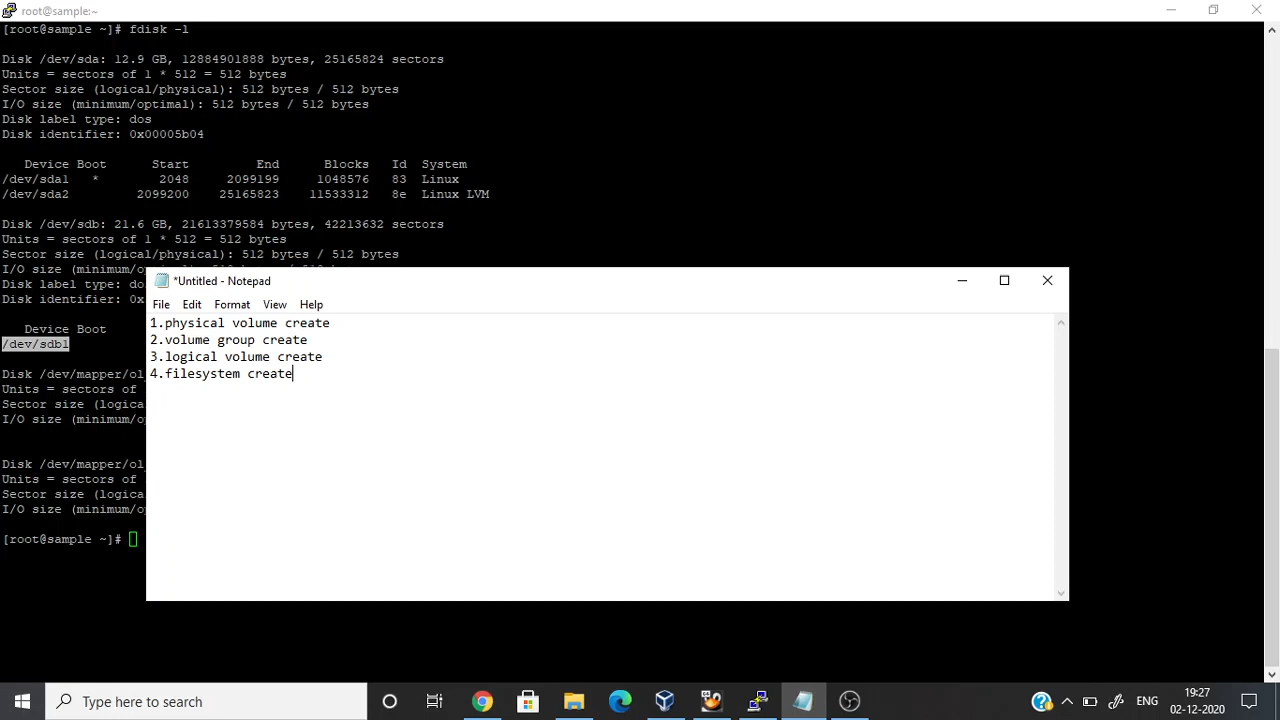 root@sample:~
[root@sample ~]# fdisk -l
Disk /dev/sda: 12.9 GB, 12884901888 bytes, 25165824 sectors
Units = sectors of 1 * 512 = 512 bytes
Sector size (logical/physical): 512 bytes / 512 bytes
I/O size (minimum/optimal): 512 bytes / 512 bytes
Disk label type: dos
Disk identifier: 0x00005b04
Device Boot Start End Blocks Id System
/dev/sda1 * 2048 2099199 1048576 83 Linux
/dev/sda2 2099200 25165823 11533312 8e Linux LVM
Disk /dev/sdb: 21.6 GB, 21613379584 bytes, 42213632 sectors
Units = sectors of 1 * 512 = 512 bytes
Sector size (logical/physical): 512 bytes / 512 bytes
I/O size (minimum/o
Disk label type: do
Disk identifier: 0x
Device Boot
/dev/sdb1
Disk /dev/mapper/ol
Units = sectors of
Sector size (logica
I/O size (minimum/o
Disk /dev/mapper/ol
Units = sectors of
Sector size (logica
I/O size (minimum/o
[root@sample ~]#
*Untitled - Notepad
File Edit Format View Help
1.physical volume create
2.volume group create
3.logical volume create
4.filesystem create
Type here to search
ENG
19:27
02-12-2020